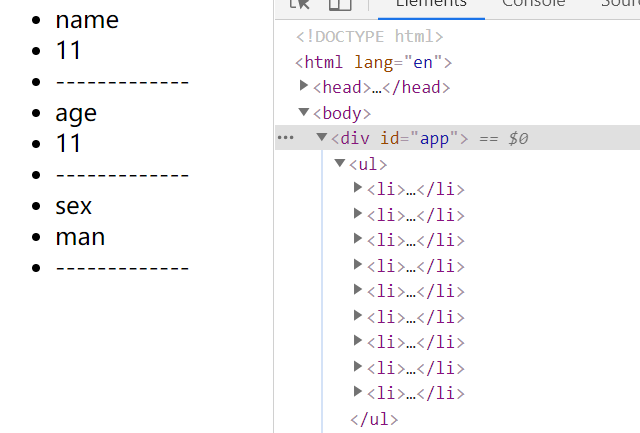 name
11
-------------
age
11
-------------
sex
man
-------------
Elements Console
<!DOCTYPE html>
<html lang="en">
<head>…</head>
<body>
… <div id="app"> == $0
<ul>
<li>…</li>
<li>…</li>
<li>…</li>
<li>…</li>
<li>…</li>
<li>…</li>
<li>…</li>
<li>…</li>
<li>…</li>
</ul>